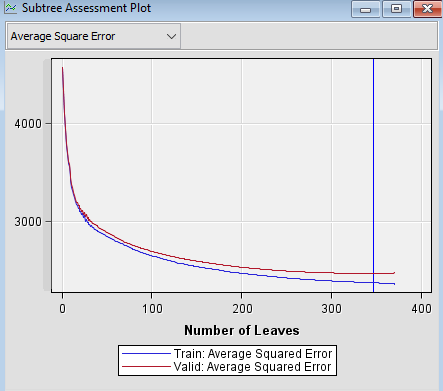 Subtree Assessment Plot
Average Square Error
4000
3000
0 100 200 300 400
Number of Leaves
Train: Average Squared Error
Valid: Average Squared Error